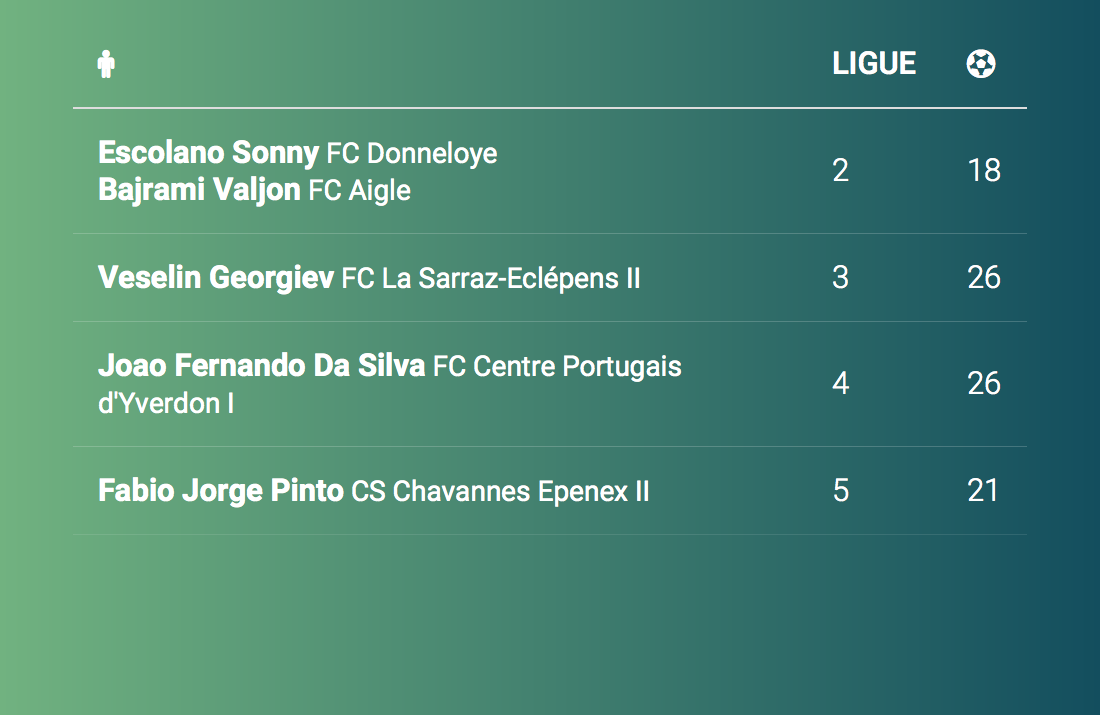 LIGUE
Escolano Sonny FC Donneloye
Bajrami Valjon FC Aigle
2 18
Veselin Georgiev FC La Sarraz-Eclépens II 3 26
Joao Fernando Da Silva FC Centre Portugais
d'Yverdon I
4 26
Fabio Jorge Pinto CS Chavannes Epenex II 5 21